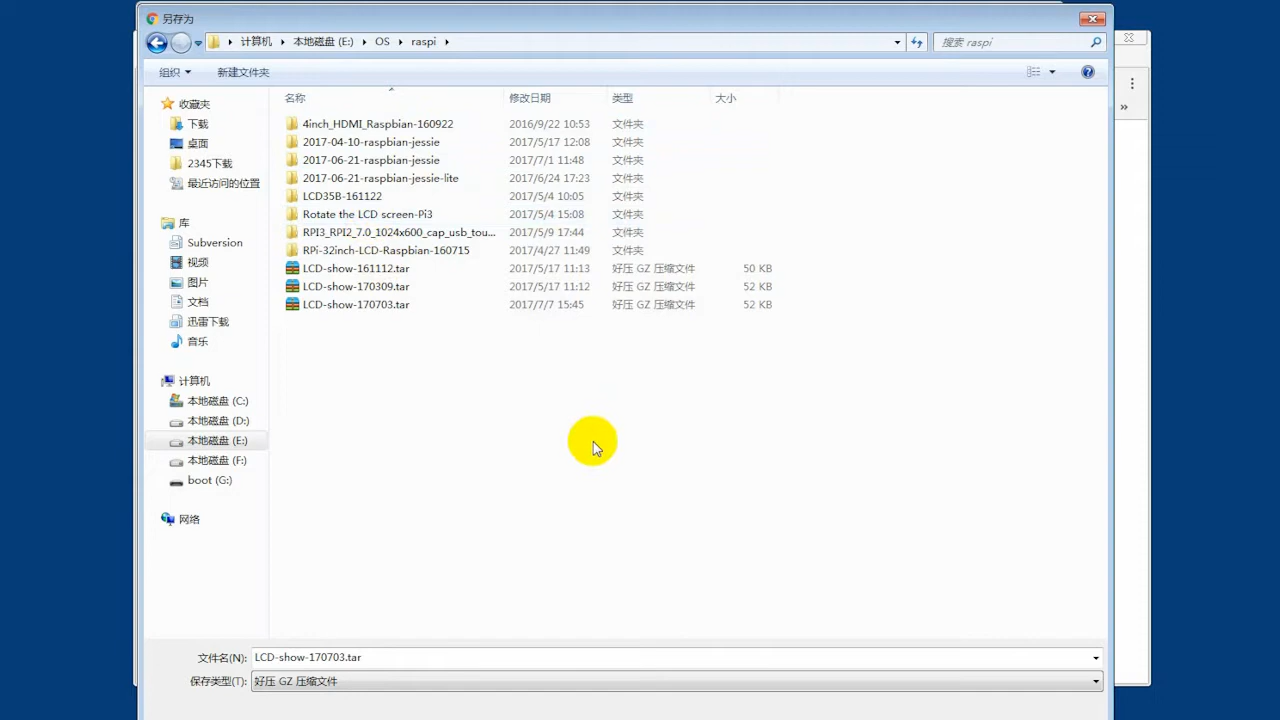 另存为
计算机 本地磁盘 (E:) OS raspi
搜索 raspi
组织 新建文件夹
名称 修改日期 类型 大小
收藏夹
下载
桌面
2345下载
最近访问的位置
库
Subversion
视频
图片
文档
迅雷下载
音乐
计算机
本地磁盘 (C:)
本地磁盘 (D:)
本地磁盘 (E:)
本地磁盘 (F:)
boot (G:)
网络
4inch_HDMI_Raspbian-160922 2016/9/22 10:53 文件夹
2017-04-10-raspbian-jessie 2017/5/17 12:08 文件夹
2017-06-21-raspbian-jessie 2017/7/1 11:48 文件夹
2017-06-21-raspbian-jessie-lite 2017/6/24 17:23 文件夹
LCD35B-161122 2017/5/4 10:05 文件夹
Rotate the LCD screen-Pi3 2017/5/4 15:08 文件夹
RPI3_RPI2_7.0_1024x600_cap_usb_tou... 2017/5/9 17:44 文件夹
RPi-32inch-LCD-Raspbian-160715 2017/4/27 11:49 文件夹
LCD-show-161112.tar 2017/5/17 11:13 好压 GZ 压缩文件 50 KB
LCD-show-170309.tar 2017/5/17 11:12 好压 GZ 压缩文件 52 KB
LCD-show-170703.tar 2017/7/7 15:45 好压 GZ 压缩文件 52 KB
文件名(N): LCD-show-170703.tar
保存类型(T): 好压 GZ 压缩文件